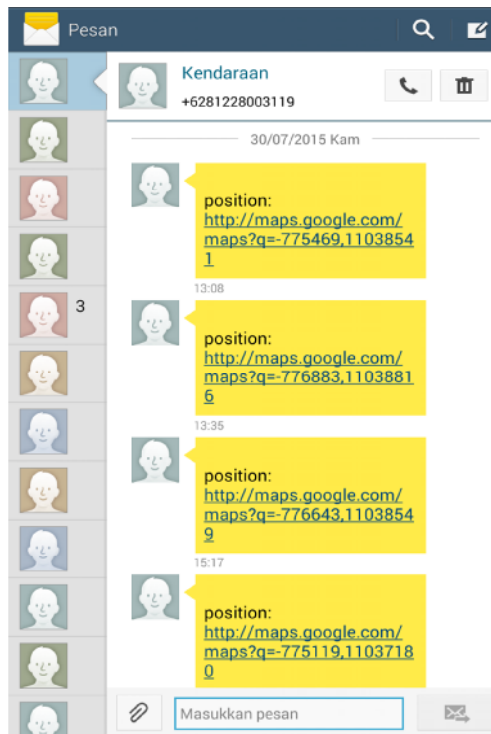 Pesan
Kendaraan
+6281228003119
30/07/2015 Kam
position:
http://maps.google.com/
maps?q=-775469,1103854
1
13:08
position:
http://maps.google.com/
maps?q=-776883,1103881
6
13:35
3
position:
http://maps.google.com/
maps?q=-776643,1103854
9
15:17
position:
http://maps.google.com/
maps?q=-775119,1103718
0
Masukkan pesan